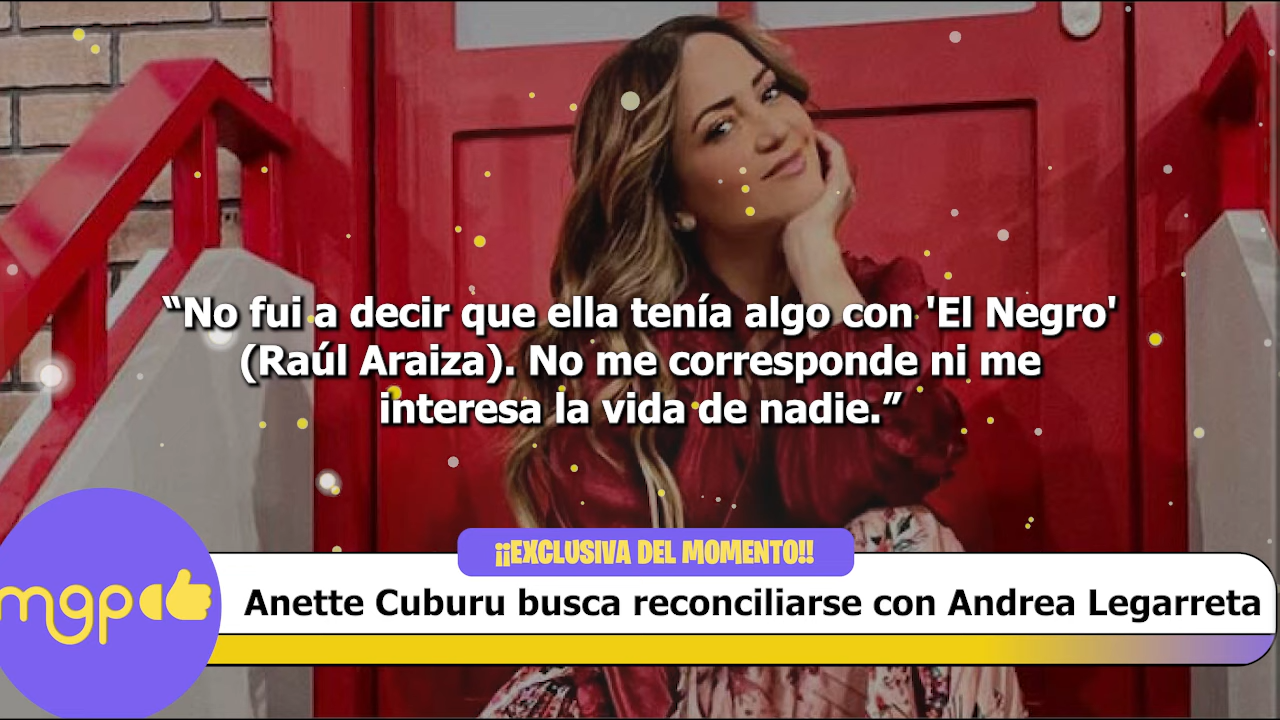 “No fui a decir que ella tenía algo con 'El Negro'
(Raúl Araiza). No me corresponde ni me
interesa la vida de nadie.”
¡¡EXCLUSIVA DEL MOMENTO!!
mgp
Anette Cuburu busca reconciliarse con Andrea Legarreta